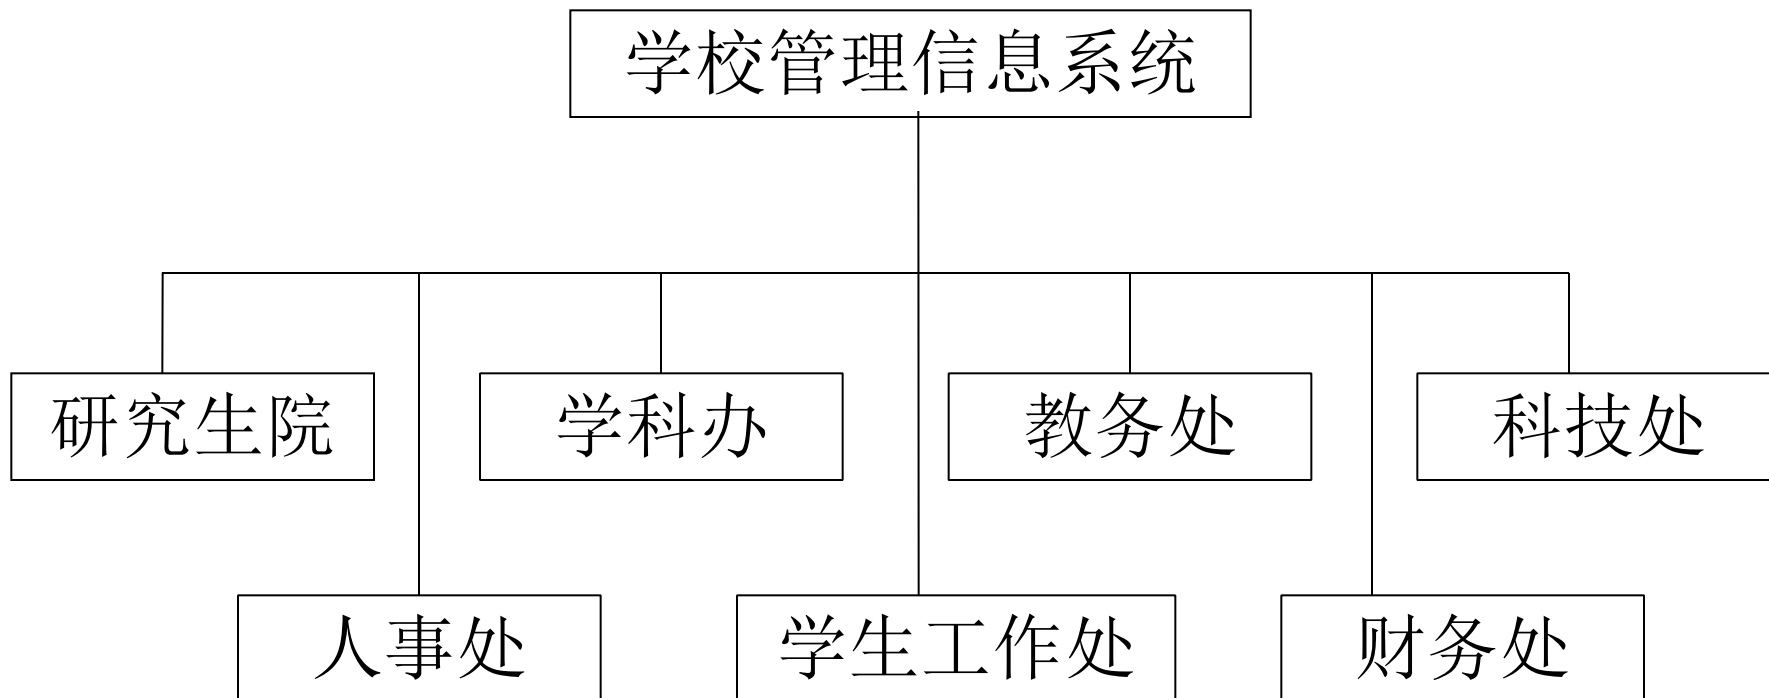 学校管理信息系统
研究生院
学科办
教务处
科技处
人事处
学生工作处
财务处